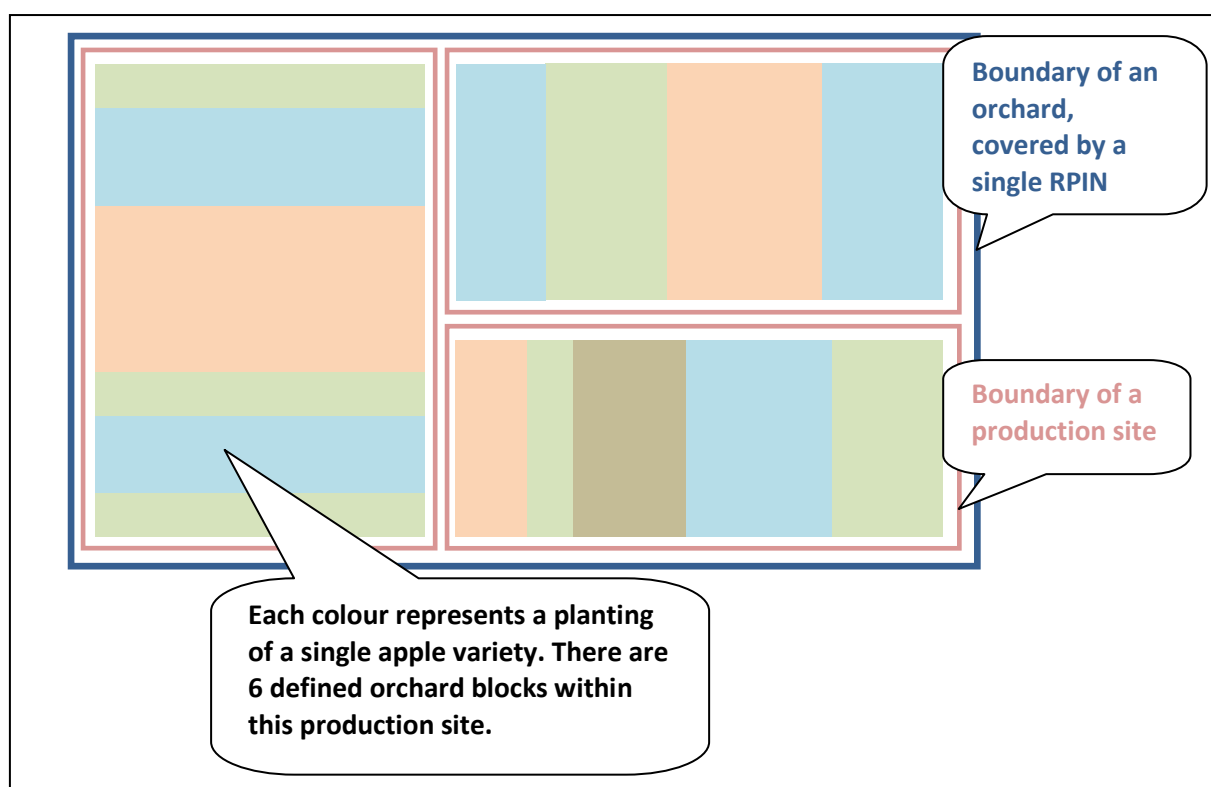 Boundary of an
orchard,
covered by a
single RPIN
Boundary of a
production site
Each colour represents a planting
of a single apple variety. There are
6 defined orchard blocks within
this production site.